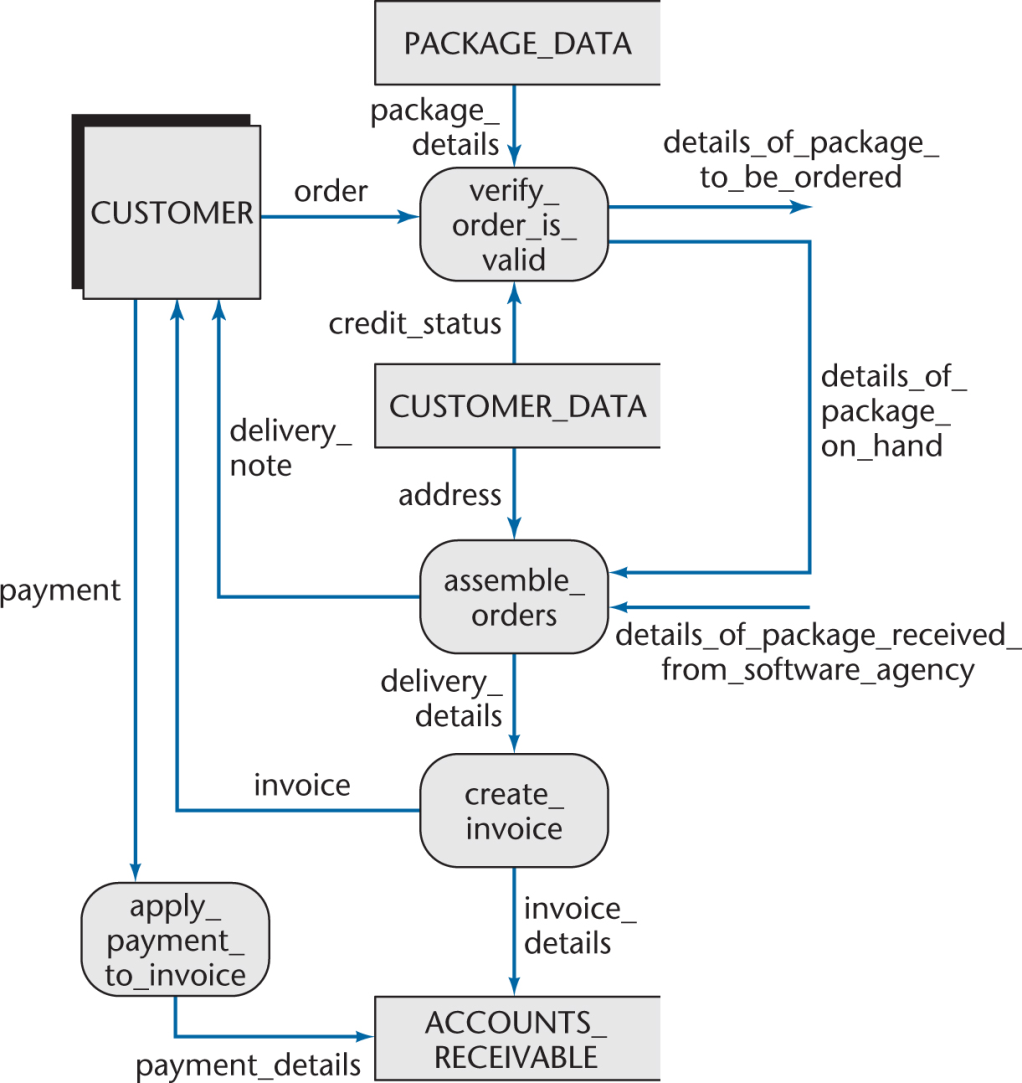 PACKAGE_DATA
package_
details
details_of_package_
to_be_ordered
CUSTOMER
order
verify_
order_is_
valid
credit_status
CUSTOMER_DATA
details_of_
package_
on_hand
delivery_
note
address
payment
assemble_
orders
details_of_package_received_
from_software_agency
delivery_
details
invoice
create_
invoice
apply_
payment_
to_invoice
invoice_
details
ACCOUNTS_
RECEIVABLE
payment_details